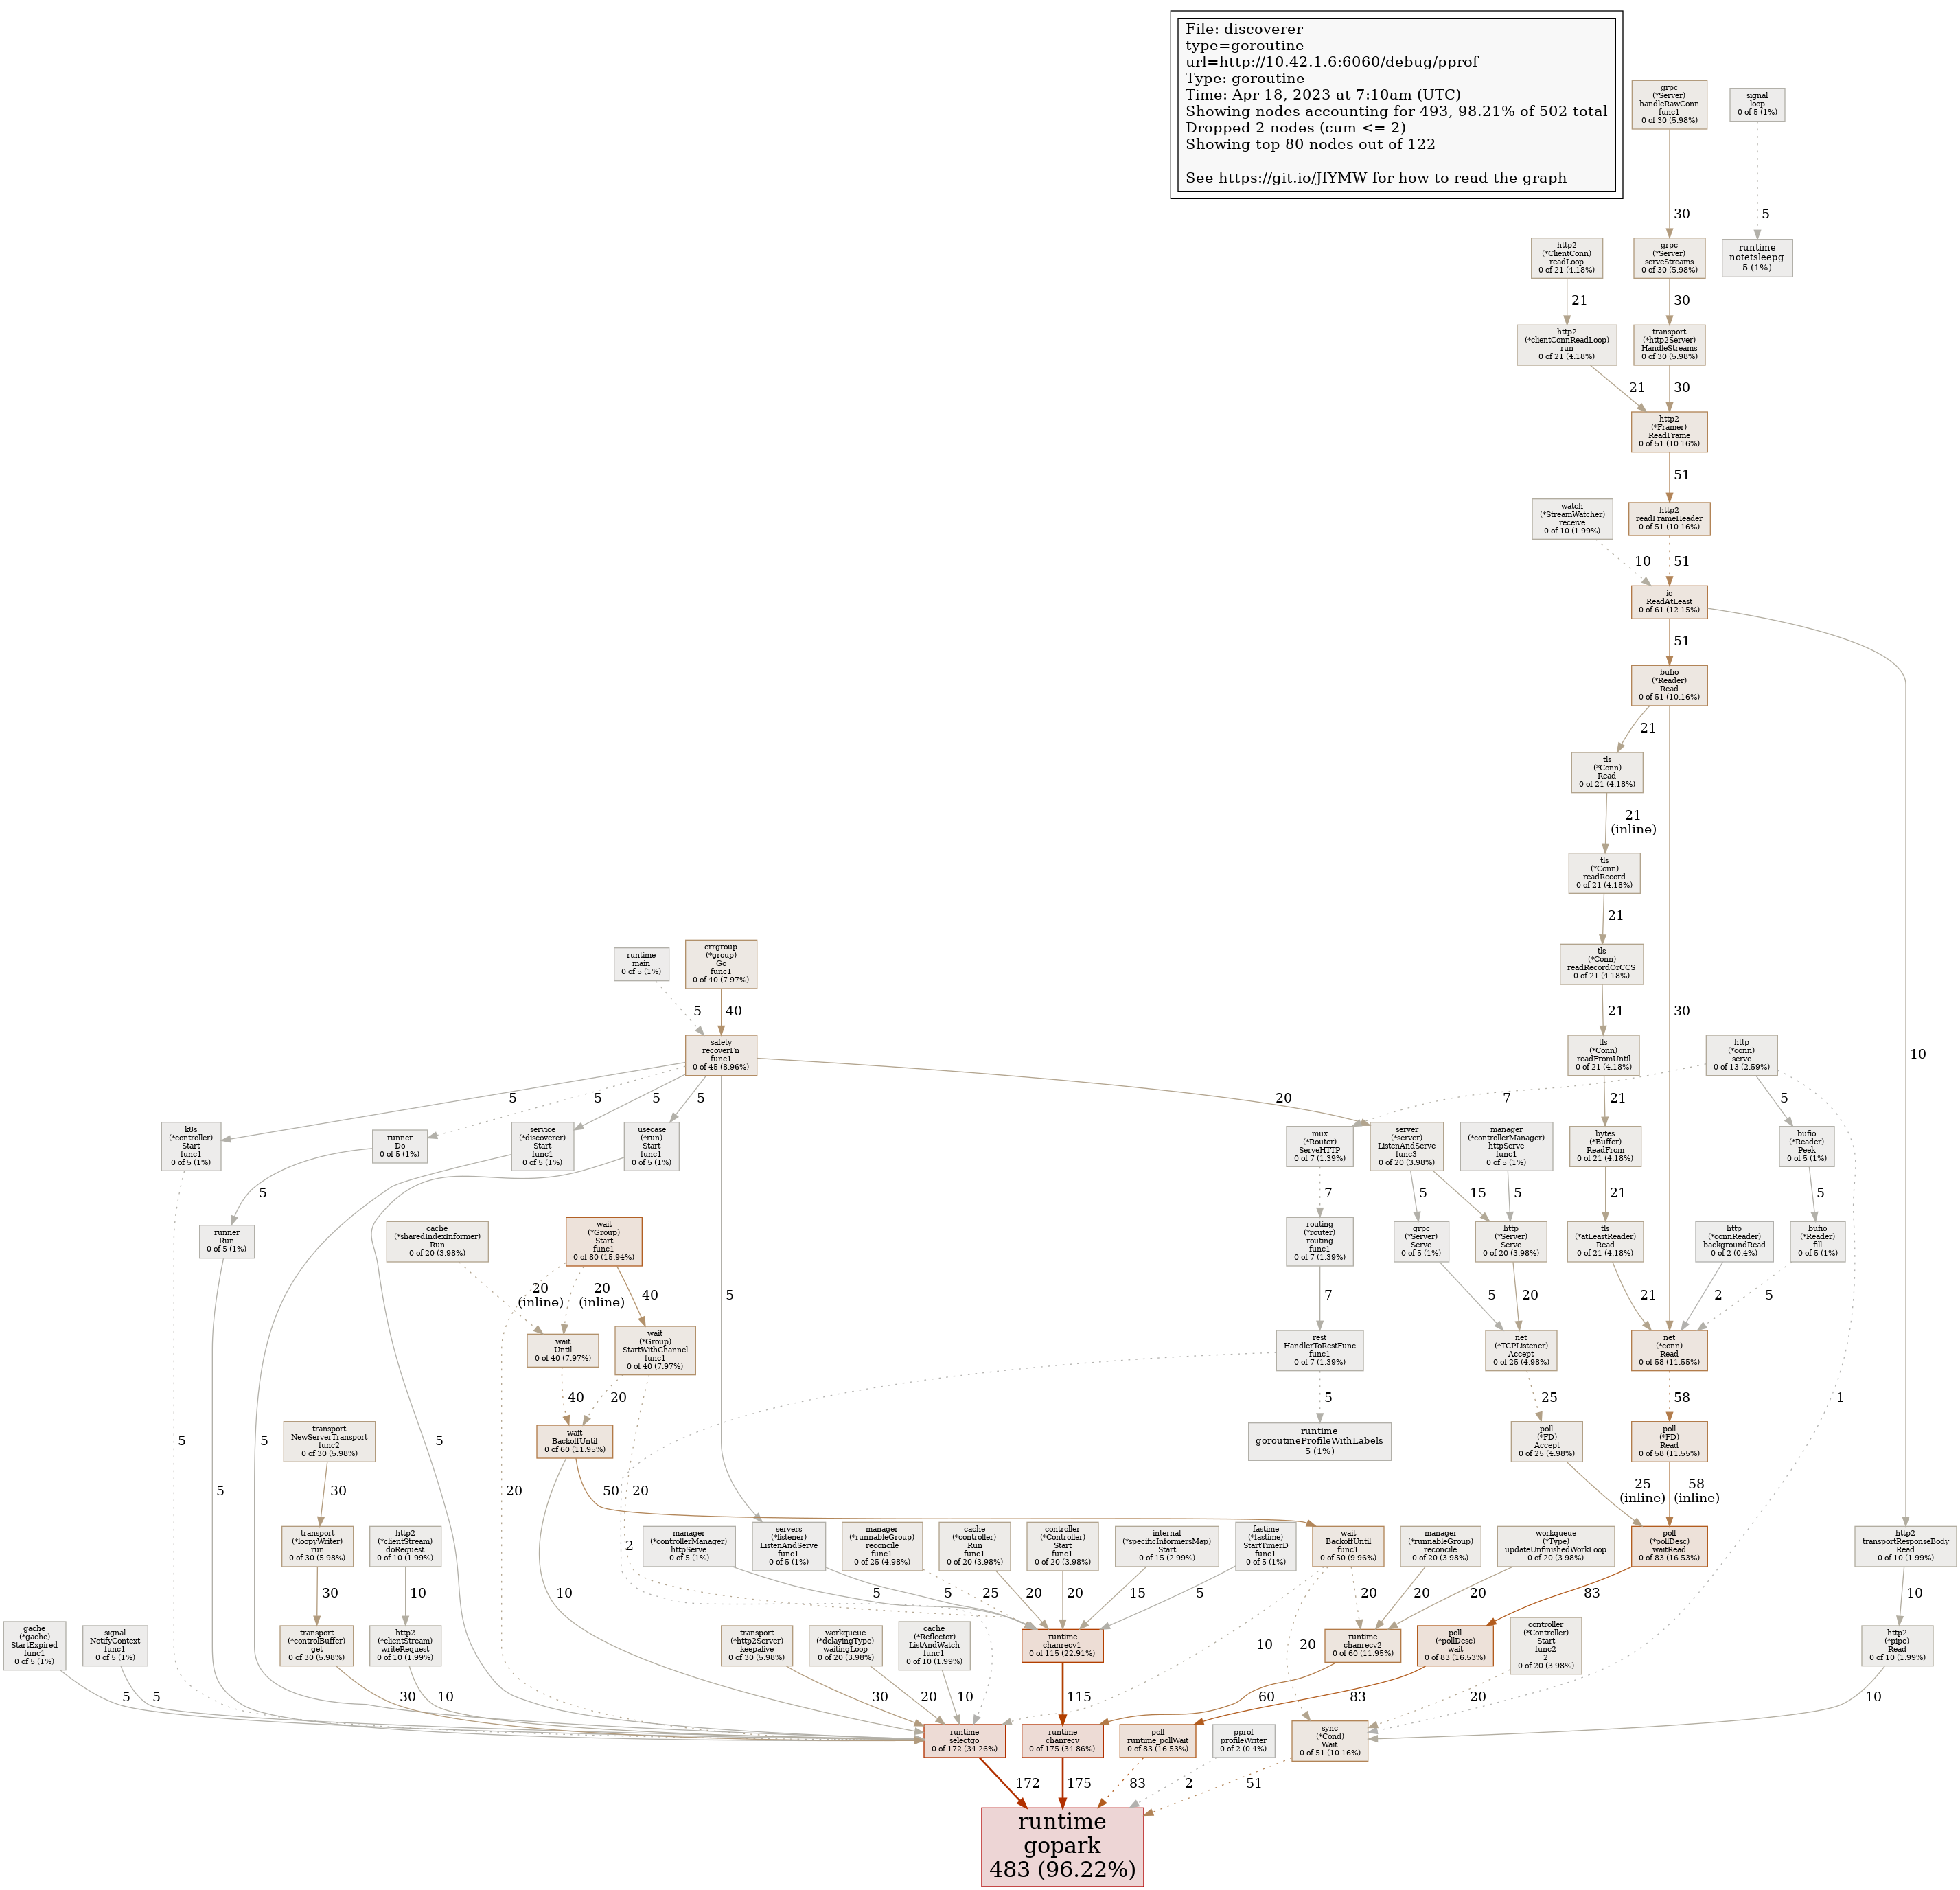 File: discoverer
type=goroutine
url=http://10.42.1.6:6060/debug/pprof
Type: goroutine
Time: Apr 18, 2023 at 7:10am (UTC)
Showing nodes accounting for 493, 98.21% of 502 total
Dropped 2 nodes (cum <= 2)
Showing top 80 nodes out of 122
See https://git.io/JfYMW for how to read the graph
grpc
(*Server)
handleRawConn
func1
0 of 30 (5.98%)
signal
loop
0 of 5 (1%)
30
5
http2
(*ClientConn)
readLoop
0 of 21 (4.18%)
grpc
(*Server)
serveStreams
0 of 30 (5.98%)
runtime
notetsleepg
5 (1%)
21
30
http2
(*clientConnReadLoop)
run
0 of 21 (4.18%)
transport
(*http2Server)
HandleStreams
0 of 30 (5.98%)
21
30
http2
(*Framer)
ReadFrame
0 of 51 (10.16%)
51
watch
(*StreamWatcher)
receive
0 of 10 (1.99%)
http2
readFrameHeader
0 of 51 (10.16%)
10
51
io
ReadAtLeast
0 of 61 (12.15%)
51
bufio
(*Reader)
Read
0 of 51 (10.16%)
21
tls
(*Conn)
Read
0 of 21 (4.18%)
21
(inline)
tls
(*Conn)
readRecord
0 of 21 (4.18%)
21
runtime
main
0 of 5 (1%)
errgroup
(*group)
Go
func1
0 of 40 (7.97%)
tls
(*Conn)
readRecordOrCCS
0 of 21 (4.18%)
5
40
21
30
safety
recoverFn
func1
0 of 45 (8.96%)
tls
(*Conn)
readFromUntil
0 of 21 (4.18%)
http
(*conn)
serve
0 of 13 (2.59%)
10
5
5
5
5
20
7
21
5
k8s
(*controller)
Start
func1
0 of 5 (1%)
runner
Do
0 of 5 (1%)
service
(*discoverer)
Start
func1
0 of 5 (1%)
usecase
(*run)
Start
func1
0 of 5 (1%)
mux
(*Router)
ServeHTTP
0 of 7 (1.39%)
server
(*server)
ListenAndServe
func3
0 of 20 (3.98%)
manager
(*controllerManager)
httpServe
func1
0 of 5 (1%)
bytes
(*Buffer)
ReadFrom
0 of 21 (4.18%)
bufio
(*Reader)
Peek
0 of 5 (1%)
5
7
5
15
5
21
5
runner
Run
0 of 5 (1%)
cache
(*sharedIndexInformer)
Run
0 of 20 (3.98%)
wait
(*Group)
Start
func1
0 of 80 (15.94%)
routing
(*router)
routing
func1
0 of 7 (1.39%)
grpc
(*Server)
Serve
0 of 5 (1%)
http
(*Server)
Serve
0 of 20 (3.98%)
tls
(*atLeastReader)
Read
0 of 21 (4.18%)
http
(*connReader)
backgroundRead
0 of 2 (0.4%)
bufio
(*Reader)
fill
0 of 5 (1%)
20
(inline)
20
(inline)
40
5
7
5
20
21
2
5
wait
Until
0 of 40 (7.97%)
wait
(*Group)
StartWithChannel
func1
0 of 40 (7.97%)
rest
HandlerToRestFunc
func1
0 of 7 (1.39%)
net
(*TCPListener)
Accept
0 of 25 (4.98%)
net
(*conn)
Read
0 of 58 (11.55%)
40
20
5
25
58
1
5
5
5
transport
NewServerTransport
func2
0 of 30 (5.98%)
wait
BackoffUntil
0 of 60 (11.95%)
runtime
goroutineProfileWithLabels
5 (1%)
poll
(*FD)
Accept
0 of 25 (4.98%)
poll
(*FD)
Read
0 of 58 (11.55%)
30
5
20
50
20
25
(inline)
58
(inline)
transport
(*loopyWriter)
run
0 of 30 (5.98%)
http2
(*clientStream)
doRequest
0 of 10 (1.99%)
manager
(*controllerManager)
httpServe
0 of 5 (1%)
servers
(*listener)
ListenAndServe
func1
0 of 5 (1%)
manager
(*runnableGroup)
reconcile
func1
0 of 25 (4.98%)
cache
(*controller)
Run
func1
0 of 20 (3.98%)
controller
(*Controller)
Start
func1
0 of 20 (3.98%)
internal
(*specificInformersMap)
Start
0 of 15 (2.99%)
fastime
(*fastime)
StartTimerD
func1
0 of 5 (1%)
wait
BackoffUntil
func1
0 of 50 (9.96%)
manager
(*runnableGroup)
reconcile
0 of 20 (3.98%)
workqueue
(*Type)
updateUnfinishedWorkLoop
0 of 20 (3.98%)
poll
(*pollDesc)
waitRead
0 of 83 (16.53%)
http2
transportResponseBody
Read
0 of 10 (1.99%)
2
30
10
10
5
5
25
20
20
15
5
20
20
20
83
10
gache
(*gache)
StartExpired
func1
0 of 5 (1%)
signal
NotifyContext
func1
0 of 5 (1%)
transport
(*controlBuffer)
get
0 of 30 (5.98%)
http2
(*clientStream)
writeRequest
0 of 10 (1.99%)
transport
(*http2Server)
keepalive
0 of 30 (5.98%)
workqueue
(*delayingType)
waitingLoop
0 of 20 (3.98%)
cache
(*Reflector)
ListAndWatch
func1
0 of 10 (1.99%)
runtime
chanrecv1
0 of 115 (22.91%)
10
20
runtime
chanrecv2
0 of 60 (11.95%)
poll
(*pollDesc)
wait
0 of 83 (16.53%)
controller
(*Controller)
Start
func2
2
0 of 20 (3.98%)
http2
(*pipe)
Read
0 of 10 (1.99%)
5
5
30
10
30
20
10
115
60
83
20
10
runtime
selectgo
0 of 172 (34.26%)
runtime
chanrecv
0 of 175 (34.86%)
poll
runtime_pollWait
0 of 83 (16.53%)
pprof
profileWriter
0 of 2 (0.4%)
sync
(*Cond)
Wait
0 of 51 (10.16%)
172
175
83
2
51
runtime
gopark
483 (96.22%)